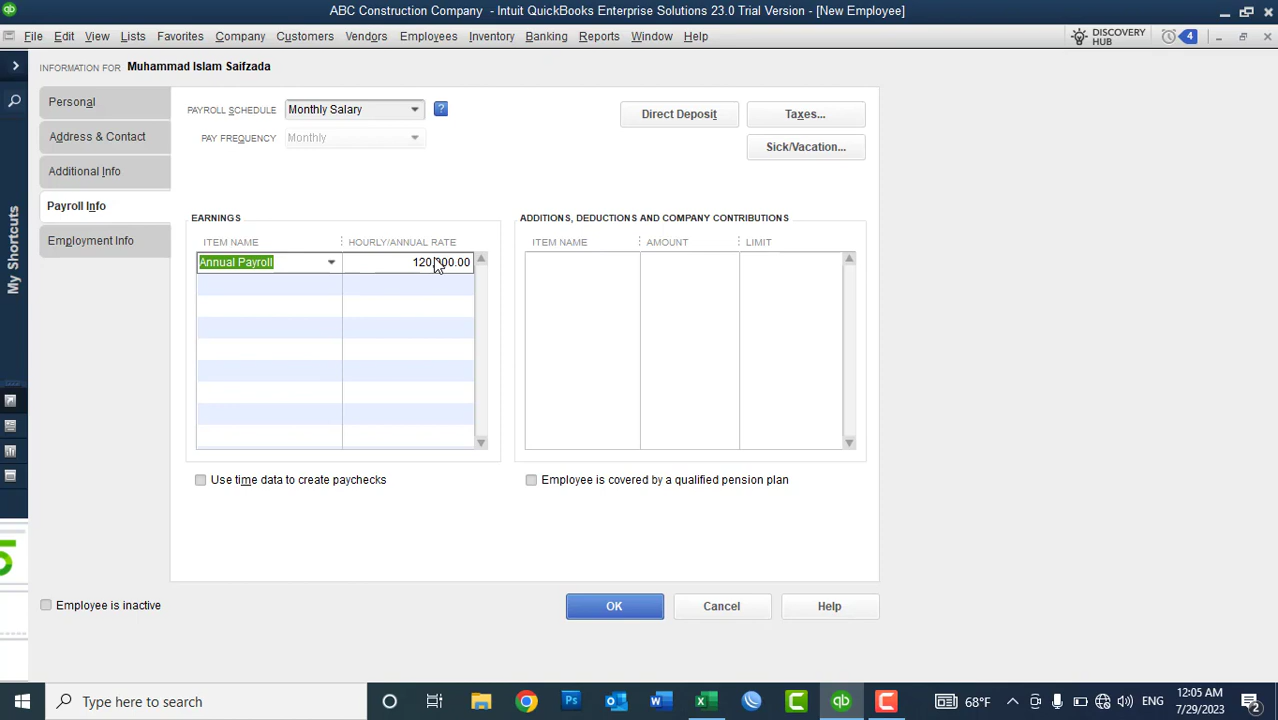 ABC Construction Company - Intuit QuickBooks Enterprise Solutions 23.0 Trial Version - [New Employee]
File Edit View Lists Favorites Company Customers Vendors Employees Inventory Banking Reports Window Help
DISCOVERY HUB 4
INFORMATION FOR Muhammad Islam Saifzada
Personal
Address & Contact
Additional Info
Payroll Info
Employment Info
My Shortcuts
PAYROLL SCHEDULE Monthly Salary ?
PAY FREQUENCY Monthly
Direct Deposit Taxes...
Sick/Vacation...
EARNINGS
ITEM NAME HOURLY/ANNUAL RATE
Annual Payroll 120,000.00
Use time data to create paychecks
ADDITIONS, DEDUCTIONS AND COMPANY CONTRIBUTIONS
ITEM NAME AMOUNT LIMIT
Employee is covered by a qualified pension plan
Employee is inactive
OK Cancel Help
Type here to search
68°F
ENG
12:05 AM
7/29/2023
2